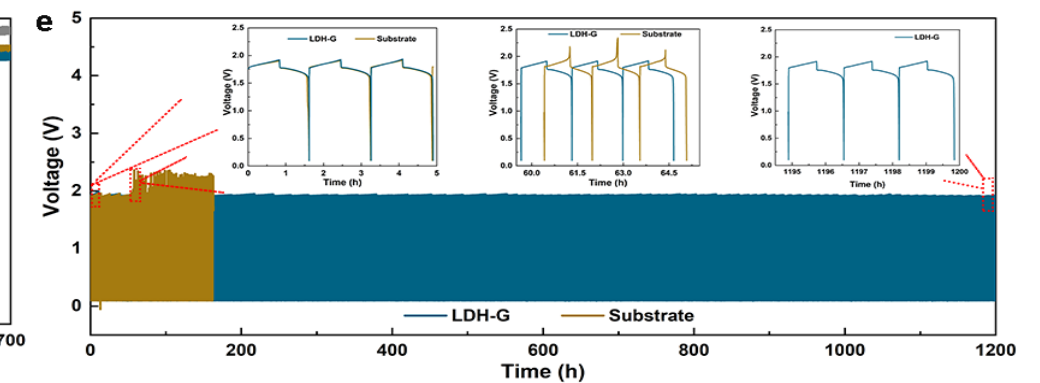 e
5
4
3
2
1
0
Voltage (V)
0 200 400 600 800 1000 1200
Time (h)
LDH-G Substrate
700
2.5
2.0
1.5
1.0
0.5
0.0
Voltage (V)
LDH-G Substrate
0 1 2 3 4 5
Time (h)
2.5
2.0
1.5
1.0
0.5
0.0
Voltage (V)
LDH-G Substrate
60.0 61.5 63.0 64.5
Time (h)
2.5
2.0
1.5
1.0
0.5
0.0
Voltage (V)
LDH-G
1195 1196 1197 1198 1199 1200
Time (h)